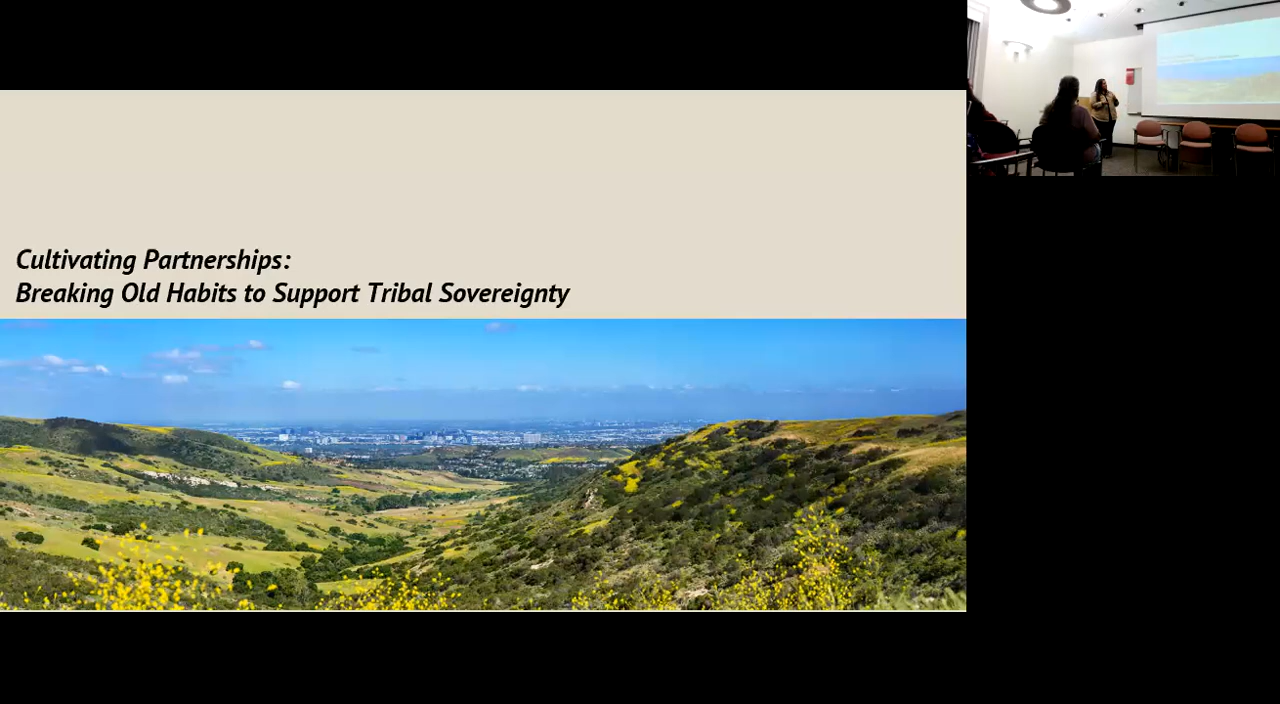 Cultivating Partnerships:
Breaking Old Habits to Support Tribal Sovereignty